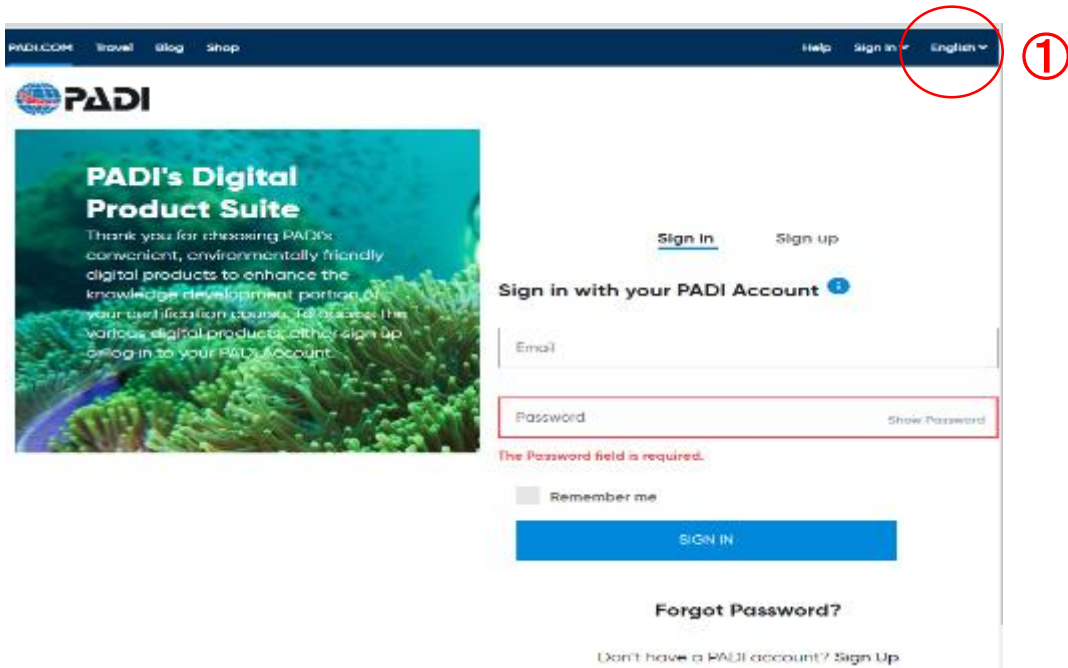 PADI.COM Travel Blog Shop Help Sign In English
①
PADI
PADI's Digital
Product Suite
Thank you for choosing PADI's
convenient, environmentally friendly
digital products to enhance the
knowledge development portion of
your certification course. To access the
various digital products, either sign up
or log in to your PADI Account.
Sign In Sign up
Sign in with your PADI Account
Email
Password Show Password
The Password field is required.
Remember me
SIGN IN
Forgot Password?
Don't have a PADI account? Sign Up